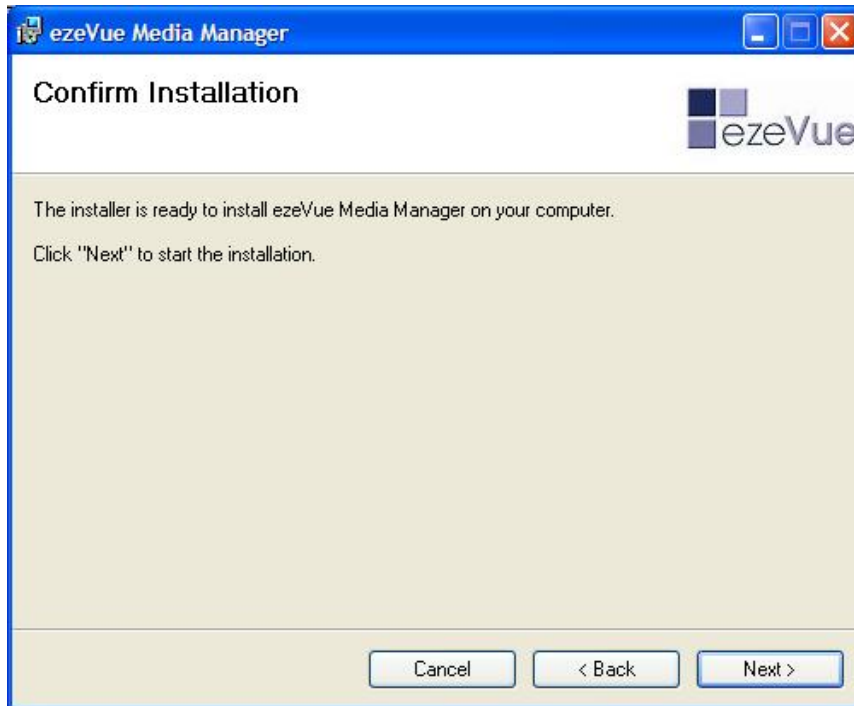 ezeVue Media Manager
Confirm Installation
ezeVue
The installer is ready to install ezeVue Media Manager on your computer.
Click "Next" to start the installation.
Cancel
< Back
Next >